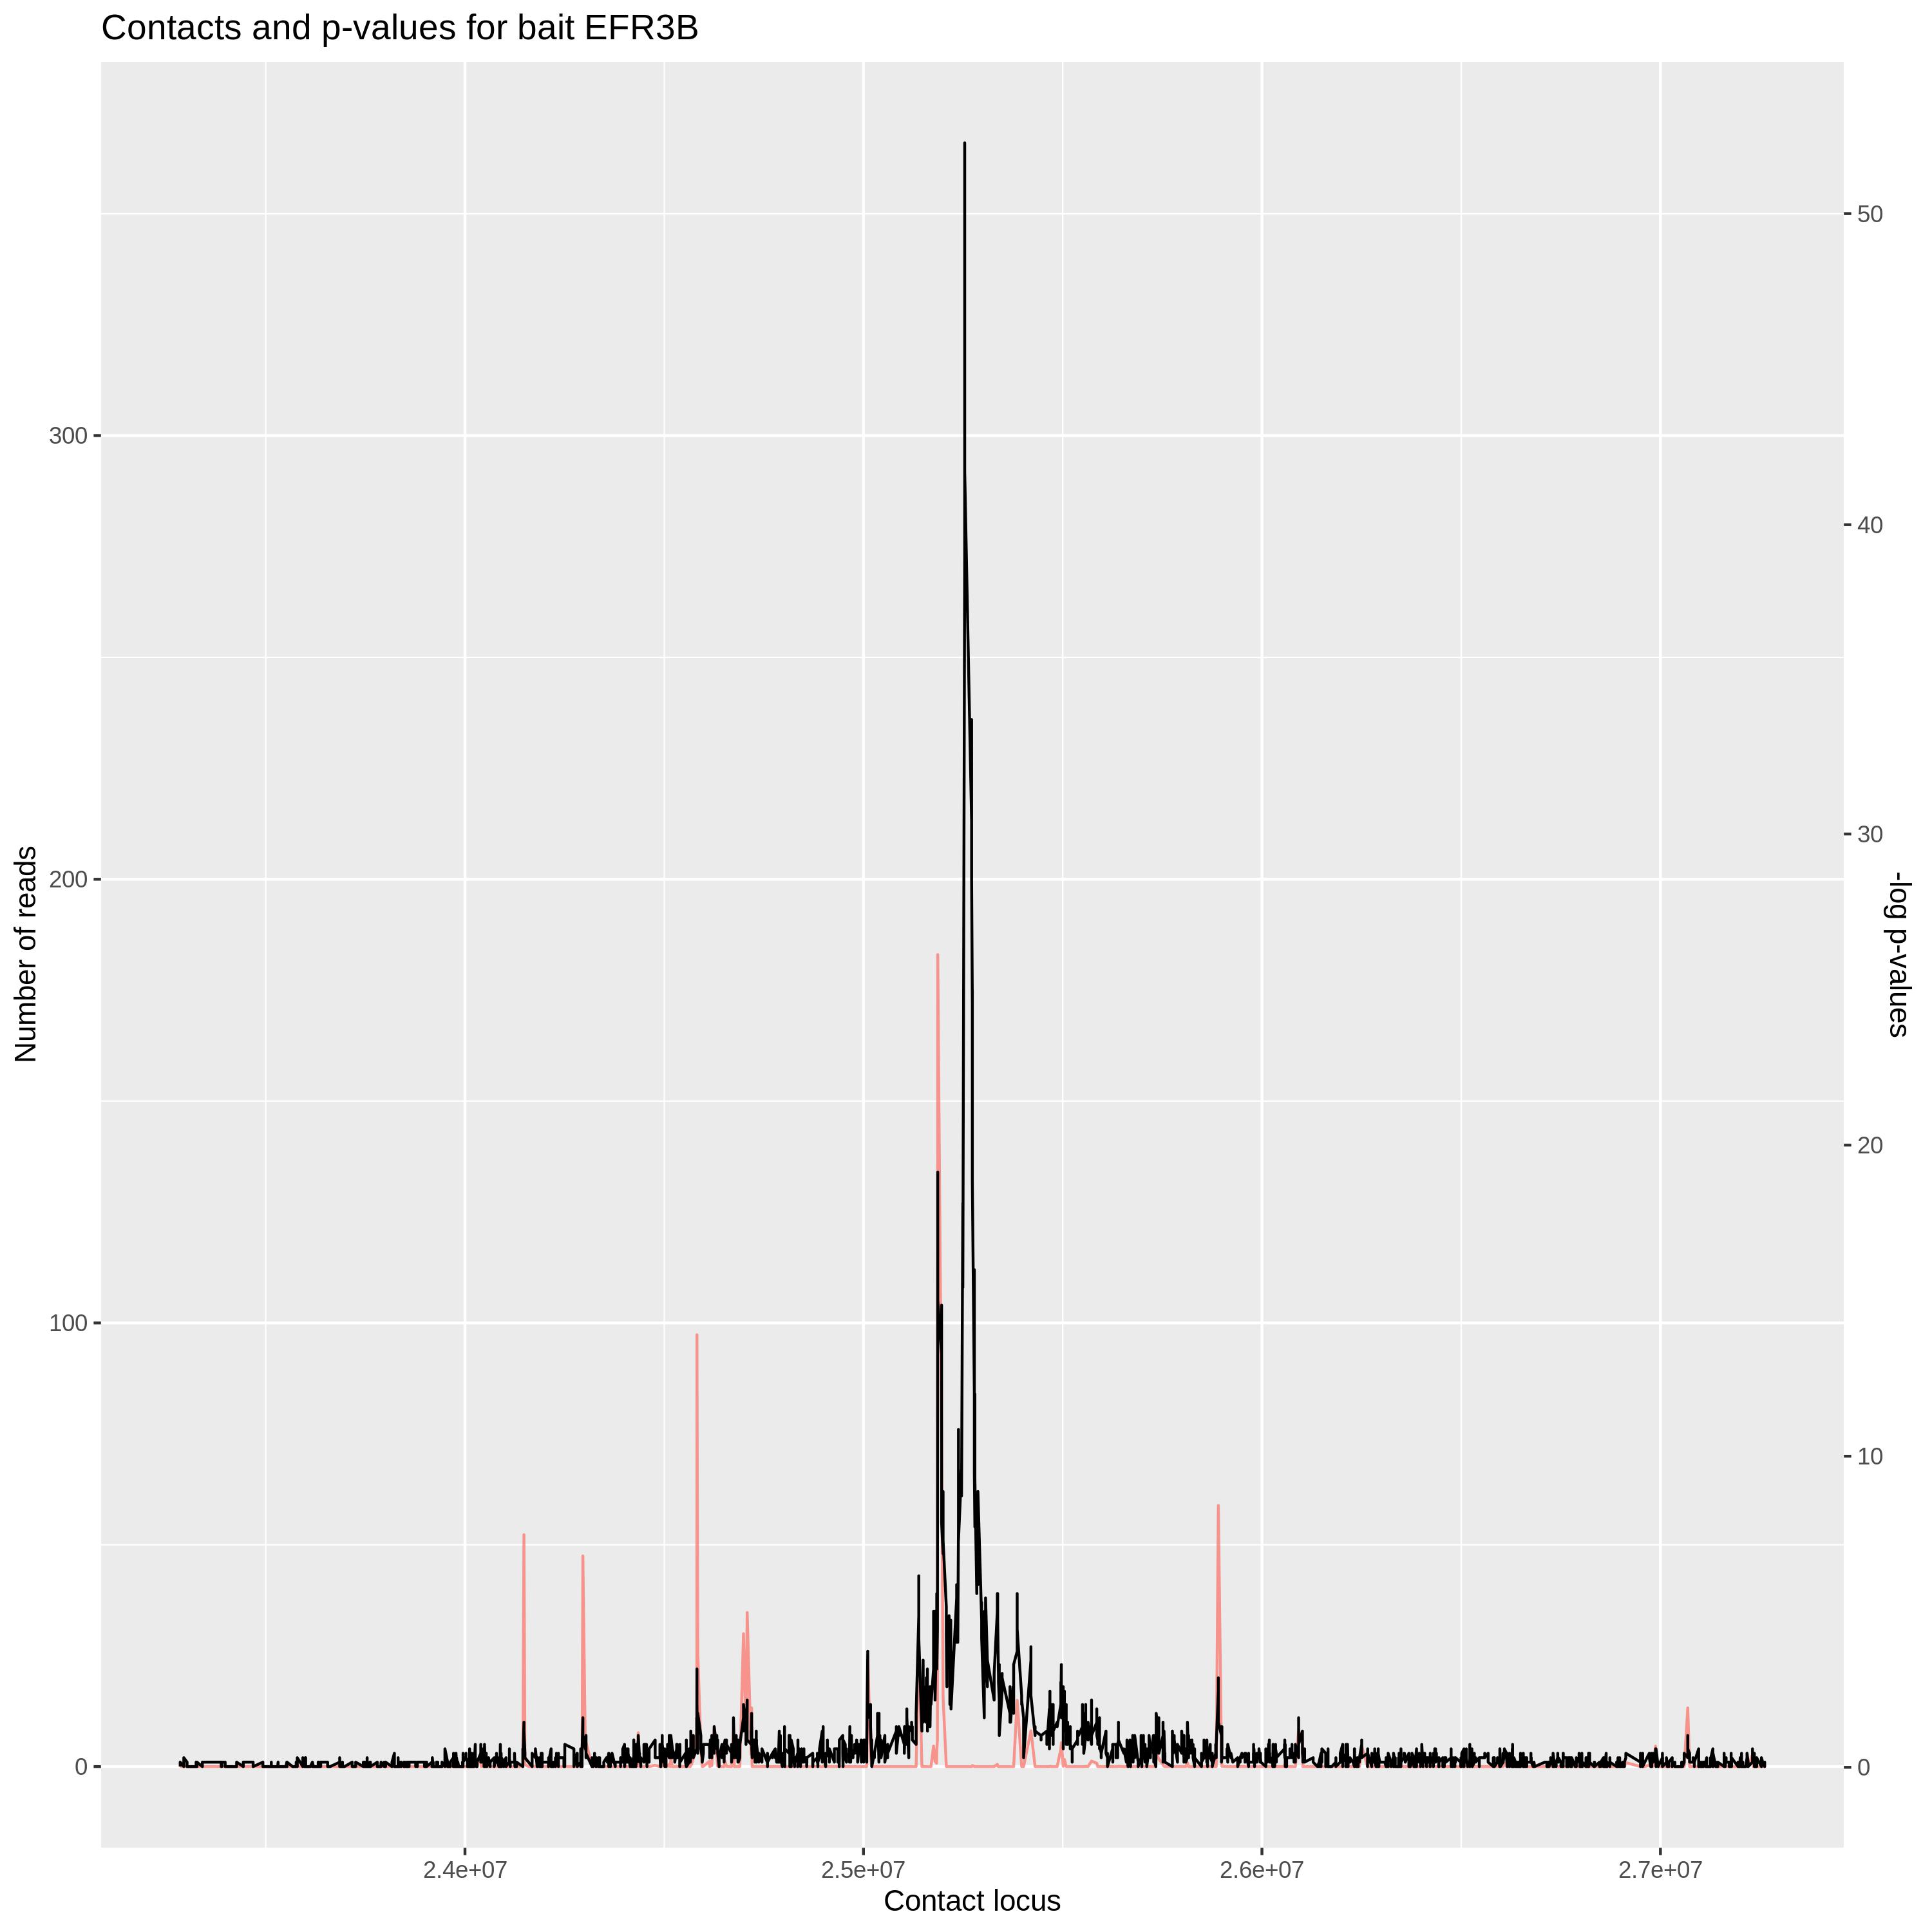 Contacts and p-values for bait EFR3B
300
200
100
0
Number of reads
50
40
30
20
10
0
-log p-values
2.4e+07
2.5e+07
2.6e+07
2.7e+07
Contact locus